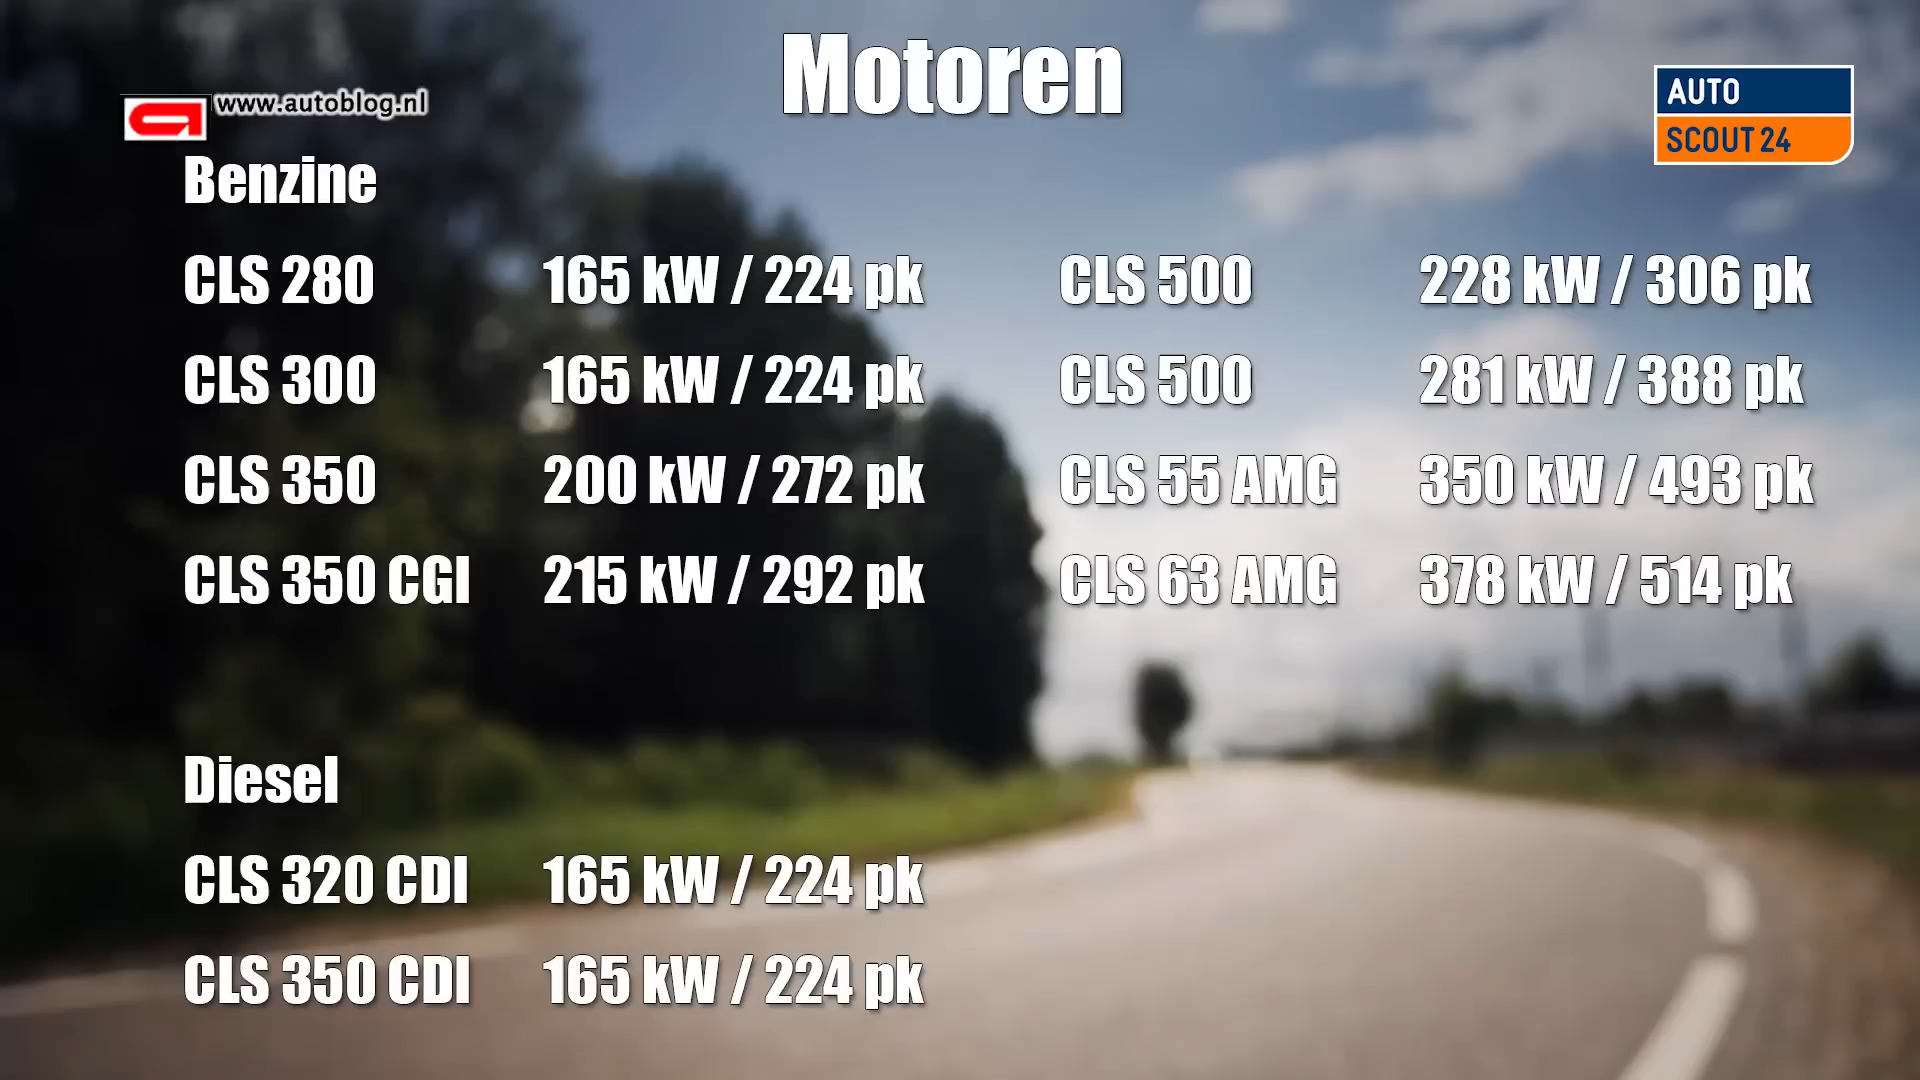 Motoren
www.autoblog.nl
AUTO
SCOUT 24
Benzine
CLS 280 165 kW / 224 pk CLS 500 228 kW / 306 pk
CLS 300 165 kW / 224 pk CLS 500 281 kW / 388 pk
CLS 350 200 kW / 272 pk CLS 55 AMG 350 kW / 493 pk
CLS 350 CGI 215 kW / 292 pk CLS 63 AMG 378 kW / 514 pk
Diesel
CLS 320 CDI 165 kW / 224 pk
CLS 350 CDI 165 kW / 224 pk